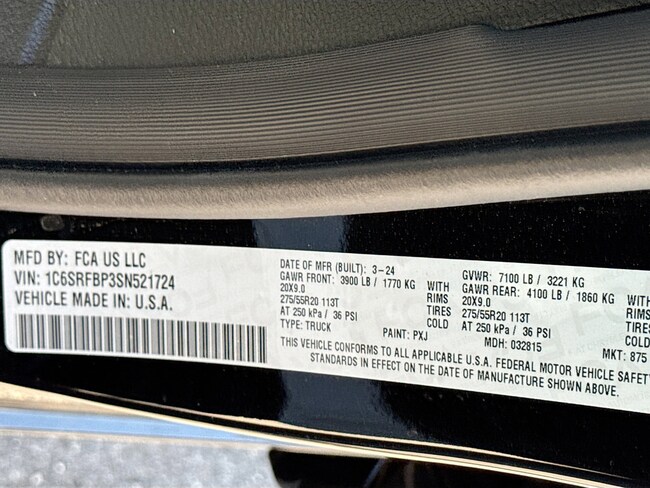 MFD BY: FCA US LLC
VIN: 1C6SRFBP3SN521724
VEHICLE MADE IN: U.S.A.
DATE OF MFR (BUILT): 3-24
GAWR FRONT: 3900 LB / 1770 KG WITH
20X9.0 RIMS
275/55R20 113T TIRES
AT 250 kPa / 36 PSI COLD
TYPE: TRUCK PAINT: PXJ
GVWR: 7100 LB / 3221 KG
GAWR REAR: 4100 LB / 1860 KG WITH
20X9.0 RIMS
275/55R20 113T TIRES
AT 250 kPa / 36 PSI COLD
MDH: 032815 MKT: 875
THIS VEHICLE CONFORMS TO ALL APPLICABLE U.S.A. FEDERAL MOTOR VEHICLE SAFETY
STANDARDS IN EFFECT ON THE DATE OF MANUFACTURE SHOWN ABOVE.